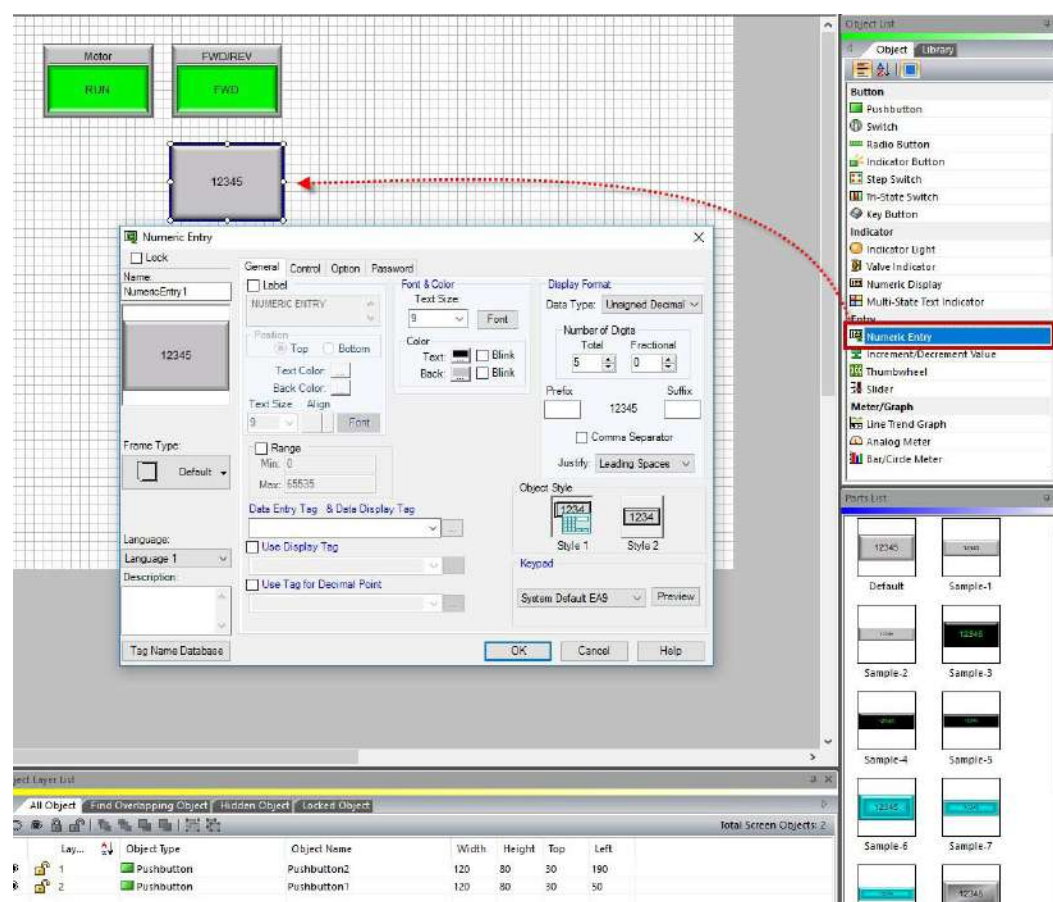 Motor
FWD/REV
RUN
FWD
12345
Numeric Entry
Lock
Name:
NumericEntry1
12345
Frame Type:
Default
Language:
Language 1
Description:
Tag Name Database
General Control Option Password
Label
NUMERIC ENTRY
Position
Top Bottom
Text Color:
Back Color:
Text Size Align
9 Font
Range
Min: 0
Max: 65535
Data Entry Tag & Data Display Tag
Use Display Tag
Use Tag for Decimal Point
Font & Color
Text Size
9 Font
Color
Text: Blink
Back: Blink
Display Format
Data Type: Unsigned Decimal
Number of Digits
Total Fractional
5 0
Prefix Suffix
12345
Comma Separator
Justify: Leading Spaces
Object Style
1234 1234
Style 1 Style 2
Keypad
System Default EA9 Preview
OK Cancel Help
Object List
Object Library
Button
Pushbutton
Switch
Radio Button
Indicator Button
Step Switch
Tri-State Switch
Key Button
Indicator
Indicator Light
Valve Indicator
Numeric Display
Multi-State Text Indicator
Entry
Numeric Entry
Increment/Decrement Value
Thumbwheel
Slider
Meter/Graph
Line Trend Graph
Analog Meter
Bar/Circle Meter
Parts List
12345 12345
Default Sample-1
12345 12345
Sample-2 Sample-3
12345 12345
Sample-4 Sample-5
12345 12345
Sample-6 Sample-7
12345
ject Layer List
All Object Find Overlapping Object Hidden Object Locked Object
Total Screen Objects: 2
Lay... Object Type Object Name Width Height Top Left
1 Pushbutton Pushbutton2 120 80 30 190
2 Pushbutton Pushbutton1 120 80 30 50